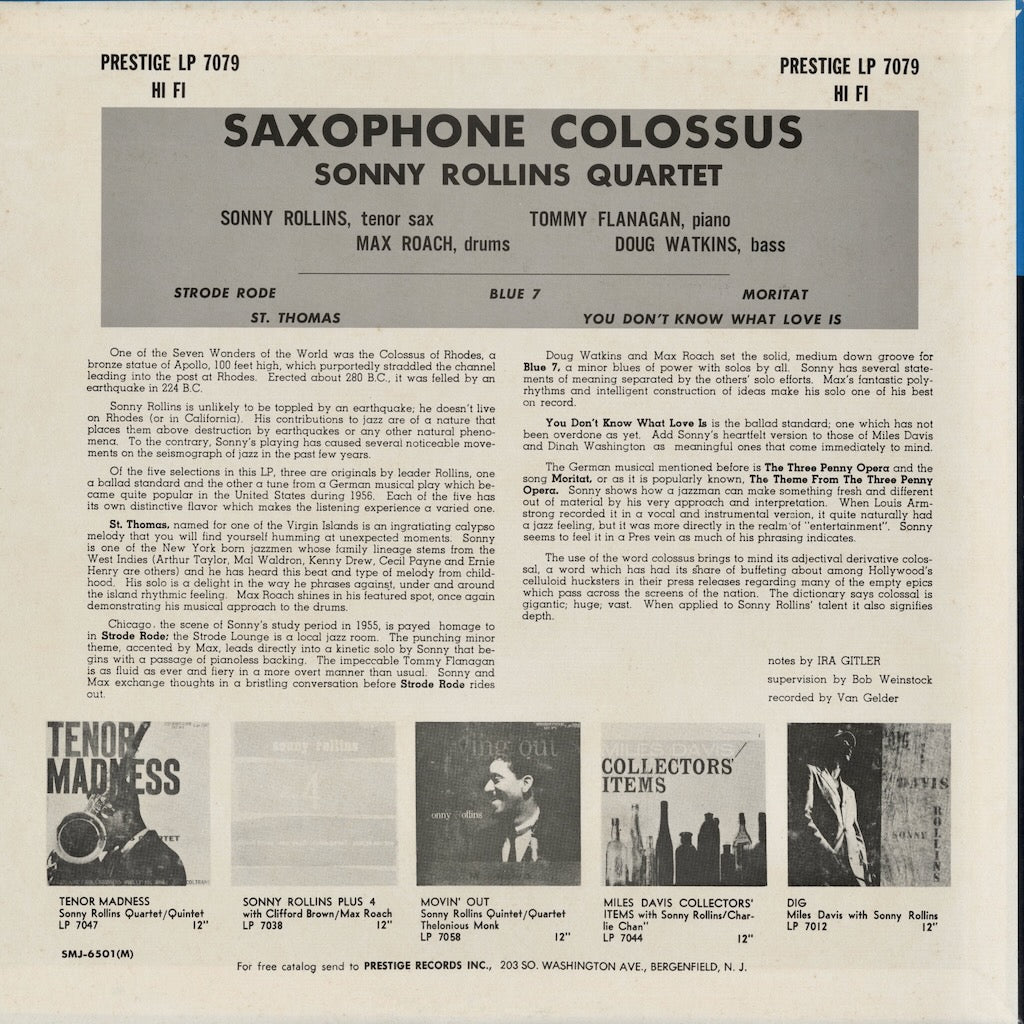 PRESTIGE LP 7079
HI FI
PRESTIGE LP 7079
HI FI
SAXOPHONE COLOSSUS
SONNY ROLLINS QUARTET
SONNY ROLLINS, tenor sax TOMMY FLANAGAN, piano
MAX ROACH, drums DOUG WATKINS, bass
STRODE RODE BLUE 7 MORITAT
ST. THOMAS YOU DON'T KNOW WHAT LOVE IS
One of the Seven Wonders of the World was the Colossus of Rhodes, a
bronze statue of Apollo, 100 feet high, which purportedly straddled the channel
leading into the post at Rhodes. Erected about 280 B.C., it was felled by an
earthquake in 224 B.C.
Sonny Rollins is unlikely to be toppled by an earthquake; he doesn't live
on Rhodes (or in California). His contributions to jazz are of a nature that
places them above destruction by earthquakes or any other natural pheno-
mena. To the contrary, Sonny's playing has caused several noticeable move-
ments on the seismograph of jazz in the past few years.
Of the five selections in this LP, three are originals by leader Rollins, one
a ballad standard and the other a tune from a German musical play which be-
came quite popular in the United States during 1956. Each of the five has
its own distinctive flavor which makes the listening experience a varied one.
St. Thomas, named for one of the Virgin Islands is an ingratiating calypso
melody that you will find yourself humming at unexpected moments. Sonny
is one of the New York born jazzmen whose family lineage stems from the
West Indies (Arthur Taylor, Mal Waldron, Kenny Drew, Cecil Payne and Ernie
Henry are others) and he has heard this beat and type of melody from child-
hood. His solo is a delight in the way he phrases against, under and around
the island rhythmic feeling. Max Roach shines in his featured spot, once again
demonstrating his musical approach to the drums.
Chicago, the scene of Sonny's study period in 1955, is payed homage to
in Strode Rode; the Strode Lounge is a local jazz room. The punching minor
theme, accented by Max, leads directly into a kinetic solo by Sonny that be-
gins with a passage of pianoless backing. The impeccable Tommy Flanagan
is as fluid as ever and fiery in a more overt manner than usual. Sonny and
Max exchange thoughts in a bristling conversation before Strode Rode rides
out.
Doug Watkins and Max Roach set the solid, medium down groove for
Blue 7, a minor blues of power with solos by all. Sonny has several state-
ments of meaning separated by the others' solo efforts. Max's fantastic poly-
rhythms and intelligent construction of ideas make his solo one of his best
on record.
You Don't Know What Love Is is the ballad standard; one which has not
been overdone as yet. Add Sonny's heartfelt version to those of Miles Davis
and Dinah Washington as meaningful ones that come immediately to mind.
The German musical mentioned before is The Three Penny Opera and the
song Moritat, or as it is popularly known, The Theme From The Three Penny
Opera. Sonny shows how a jazzman can make something fresh and different
out of material by his very approach and interpretation. When Louis Arm-
strong recorded it in a vocal and instrumental version, it quite naturally had
a jazz feeling, but it was more directly in the realm of "entertainment". Sonny
seems to feel it in a Pres vein as much of his phrasing indicates.
The use of the word colossus brings to mind its adjectival derivative colos-
sal, a word which has had its share of buffeting about among Hollywood's
celluloid hucksters in their press releases regarding many of the empty epics
which pass across the screens of the nation. The dictionary says colossal is
gigantic; huge; vast. When applied to Sonny Rollins' talent it also signifies
depth.
notes by IRA GITLER
supervision by Bob Weinstock
recorded by Van Gelder
TENOR
MADNESS
sonny rollins
4
ing out
onny ollins
MILES DAVIS
COLLECTORS'
ITEMS
DIG
DAVIS
SONNY
ROLLINS
TENOR MADNESS
Sonny Rollins Quartet/Quintet
LP 7047 12"
SONNY ROLLINS PLUS 4
with Clifford Brown/Max Roach
LP 7038 12"
MOVIN' OUT
Sonny Rollins Quintet/Quartet
Thelonious Monk
LP 7058 12"
MILES DAVIS COLLECTORS'
ITEMS with Sonny Rollins/Char-
lie Chan"
LP 7044 12"
DIG
Miles Davis with Sonny Rollins
LP 7012 12"
SMJ-6501(M)
For free catalog send to PRESTIGE RECORDS INC., 203 SO. WASHINGTON AVE., BERGENFIELD, N. J.